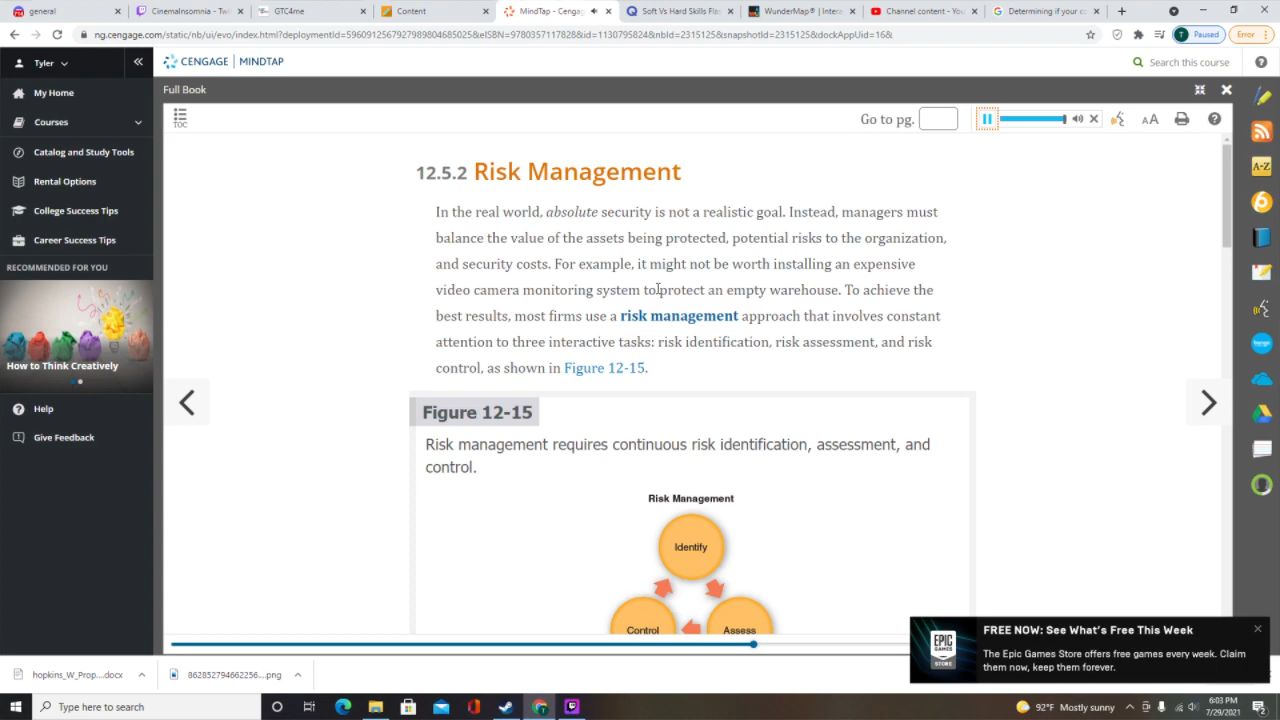 general
CinemaInsomnia - Twi
GTC4me
Content
MindTap - Cengag
Soft Vs Hard Skills Flas
WunderMap® | Intera
Channel content - You
Determining if your co
ng.cengage.com/static/nb/ui/evo/index.html?deploymentId=59609125679279898046850 25&eISBN=9780357117828&id=1130795824&nbId=2315125&snapshotId=2315125&dockAppUid=16&
T Paused
Error
Tyler
CENGAGE | MINDTAP
Search this course
My Home
Courses
Catalog and Study Tools
Rental Options
College Success Tips
Career Success Tips
RECOMMENDED FOR YOU
How to Think Creatively
Help
Give Feedback
Full Book
TOC
Go to pg.
AA
A-Z
bongo
12.5.2 Risk Management
In the real world, absolute security is not a realistic goal. Instead, managers must
balance the value of the assets being protected, potential risks to the organization,
and security costs. For example, it might not be worth installing an expensive
video camera monitoring system to protect an empty warehouse. To achieve the
best results, most firms use a risk management approach that involves constant
attention to three interactive tasks: risk identification, risk assessment, and risk
control, as shown in Figure 12-15.
Figure 12-15
Risk management requires continuous risk identification, assessment, and
control.
Risk Management
Identify
Control
Assess
EPIC
GAMES
STORE
FREE NOW: See What's Free This Week
The Epic Games Store offers free games every week. Claim
them now, keep them forever.
hopkins_W_Prop....docx
862852794662256....png
Type here to search
92°F Mostly sunny
6:03 PM
7/29/2021
2